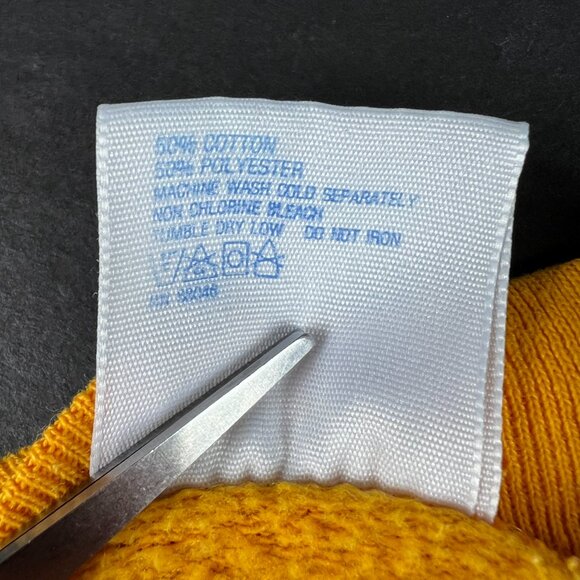 50% COTTON
50% POLYESTER
MACHINE WASH COLD SEPARATELY
NON CHLORINE BLEACH
TUMBLE DRY LOW DO NOT IRON